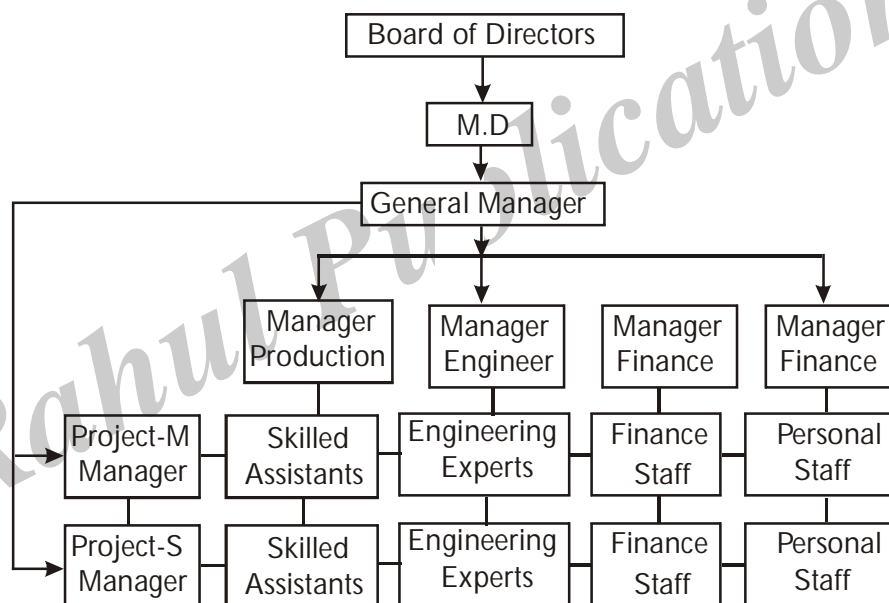 Board of Directors
M.D
General Manager
Manager
Production
Manager
Engineer
Manager
Finance
Manager
Finance
Project-M
Manager
Skilled
Assistants
Engineering
Experts
Finance
Staff
Personal
Staff
Project-S
Manager
Skilled
Assistants
Engineering
Experts
Finance
Staff
Personal
Staff
Rahul Publication